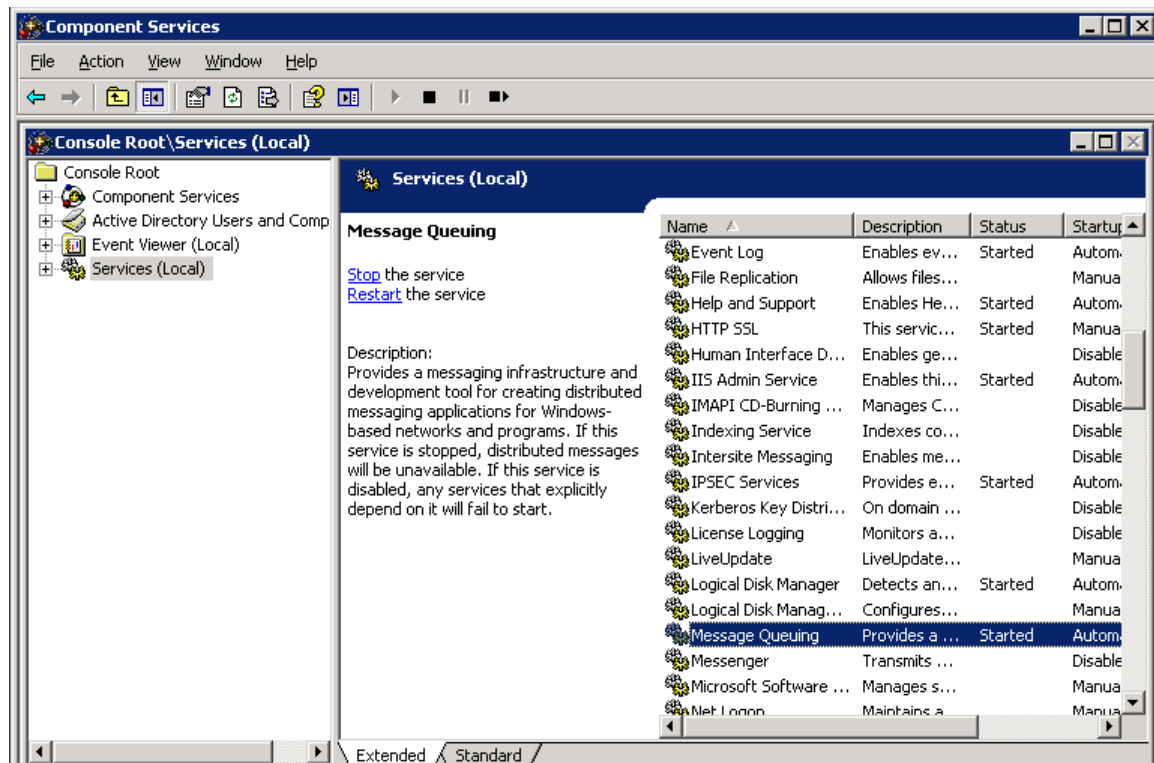 Component Services
File Action View Window Help
Console Root\Services (Local)
Console Root
Component Services
Active Directory Users and Comp
Event Viewer (Local)
Services (Local)
Services (Local)
Message Queuing
Stop the service
Restart the service
Description:
Provides a messaging infrastructure and
development tool for creating distributed
messaging applications for Windows-
based networks and programs. If this
service is stopped, distributed messages
will be unavailable. If this service is
disabled, any services that explicitly
depend on it will fail to start.
Name Description Status Startup
Event Log Enables ev... Started Autom
File Replication Allows files... Manua
Help and Support Enables He... Started Autom
HTTP SSL This servic... Started Manua
Human Interface D... Enables ge... Disable
IIS Admin Service Enables thi... Started Autom
IMAPI CD-Burning ... Manages C... Disable
Indexing Service Indexes co... Disable
Intersite Messaging Enables me... Disable
IPSEC Services Provides e... Started Autom
Kerberos Key Distri... On domain ... Disable
License Logging Monitors a... Disable
LiveUpdate LiveUpdate... Manua
Logical Disk Manager Detects an... Started Autom
Logical Disk Manag... Configures... Manua
Message Queuing Provides a ... Started Autom
Messenger Transmits ... Disable
Microsoft Software ... Manages s... Manua
Net Logon Maintains a Manua
Extended Standard